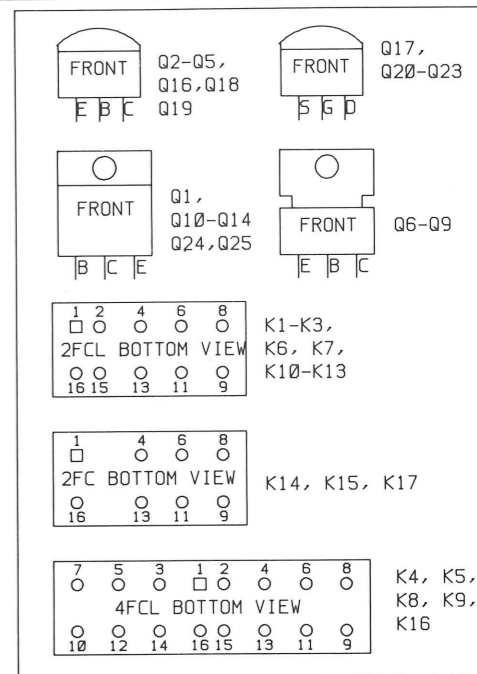 FRONT
E B C
Q2-Q5,
Q16,Q18
Q19
FRONT
S G D
Q17,
Q20-Q23
FRONT
B C E
Q1,
Q10-Q14
Q24,Q25
FRONT
E B C
Q6-Q9
1 2 4 6 8
2FCL BOTTOM VIEW
16 15 13 11 9
K1-K3,
K6, K7,
K10-K13
1 4 6 8
2FC BOTTOM VIEW
16 13 11 9
K14, K15, K17
7 5 3 1 2 4 6 8
4FCL BOTTOM VIEW
10 12 14 16 15 13 11 9
K4, K5,
K8, K9,
K16